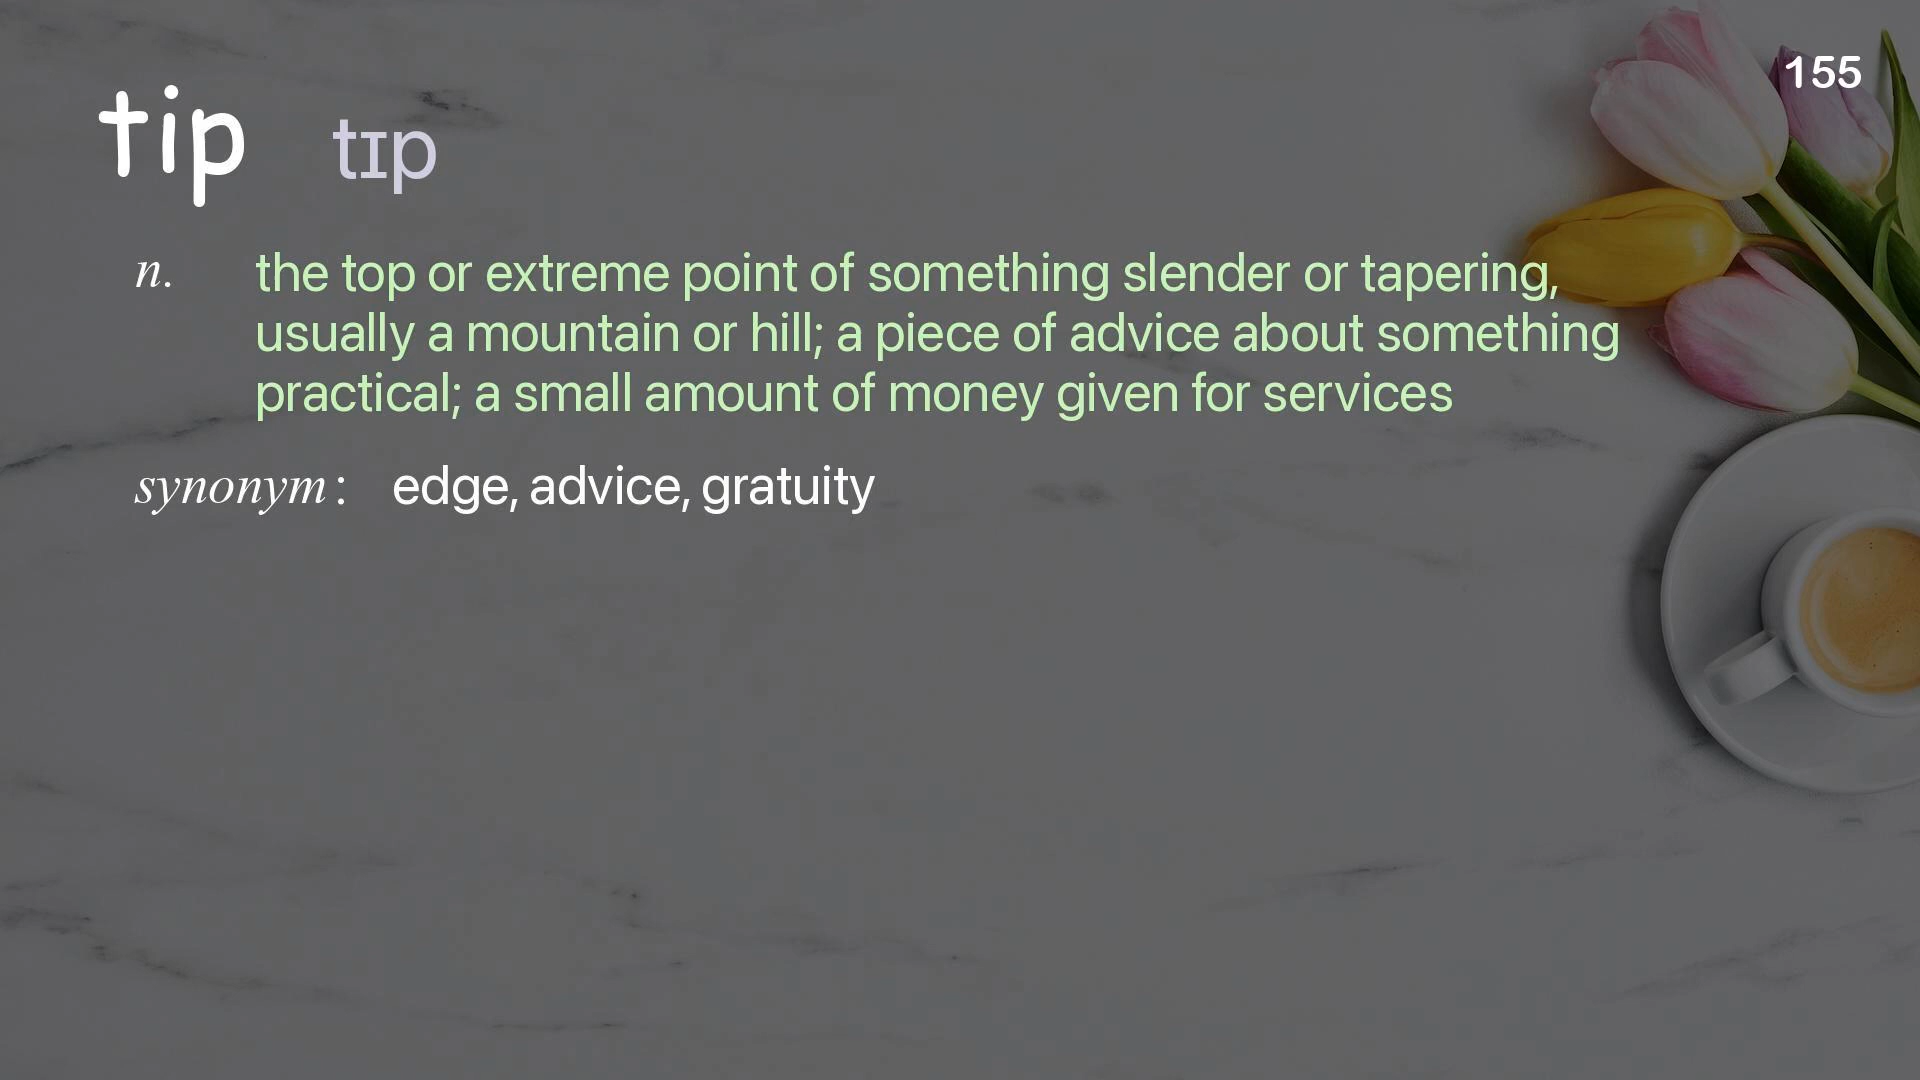 155
tip tɪp
n. the top or extreme point of something slender or tapering,
usually a mountain or hill; a piece of advice about something
practical; a small amount of money given for services
synonym : edge, advice, gratuity